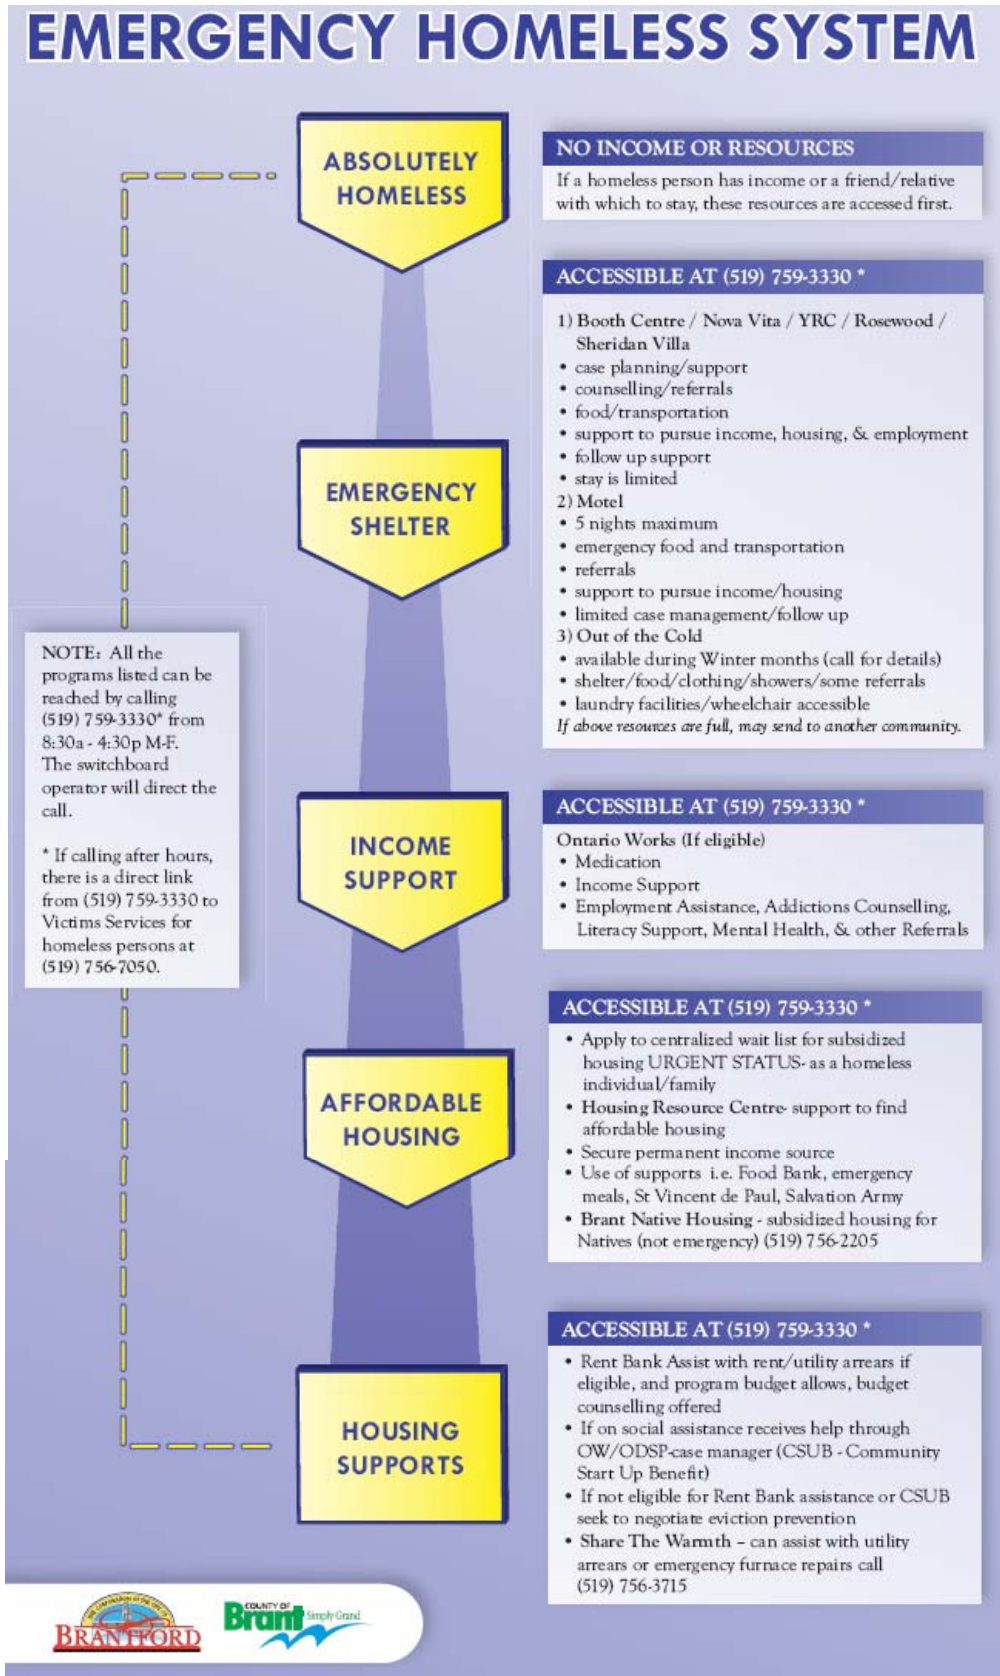 EMERGENCY HOMELESS SYSTEM
ABSOLUTELY
HOMELESS
NO INCOME OR RESOURCES
If a homeless person has income or a friend/relative
with which to stay, these resources are accessed first.
EMERGENCY
SHELTER
ACCESSIBLE AT (519) 759-3330 *
1) Booth Centre / Nova Vita / YRC / Rosewood /
Sheridan Villa
• case planning/support
• counselling/referrals
• food/transportation
• support to pursue income, housing, & employment
• follow up support
• stay is limited
2) Motel
• 5 nights maximum
• emergency food and transportation
• referrals
• support to pursue income/housing
• limited case management/follow up
3) Out of the Cold
• available during Winter months (call for details)
• shelter/food/clothing/showers/some referrals
• laundry facilities/wheelchair accessible
If above resources are full, may send to another community.
NOTE: All the
programs listed can be
reached by calling
(519) 759-3330* from
8:30a - 4:30p M-F.
The switchboard
operator will direct the
call.
* If calling after hours,
there is a direct link
from (519) 759-3330 to
Victims Services for
homeless persons at
(519) 756-7050.
INCOME
SUPPORT
ACCESSIBLE AT (519) 759-3330 *
Ontario Works (If eligible)
• Medication
• Income Support
• Employment Assistance, Addictions Counselling,
Literacy Support, Mental Health, & other Referrals
AFFORDABLE
HOUSING
ACCESSIBLE AT (519) 759-3330 *
• Apply to centralized wait list for subsidized
housing URGENT STATUS- as a homeless
individual/family
• Housing Resource Centre- support to find
affordable housing
• Secure permanent income source
• Use of supports i.e. Food Bank, emergency
meals, St Vincent de Paul, Salvation Army
• Brant Native Housing - subsidized housing for
Natives (not emergency) (519) 756-2205
HOUSING
SUPPORTS
ACCESSIBLE AT (519) 759-3330 *
• Rent Bank Assist with rent/utility arrears if
eligible, and program budget allows, budget
counselling offered
• If on social assistance receives help through
OW/ODSP-case manager (CSUB - Community
Start Up Benefit)
• If not eligible for Rent Bank assistance or CSUB
seek to negotiate eviction prevention
• Share The Warmth – can assist with utility
arrears or emergency furnace repairs call
(519) 756-3715
THE CORPORATION OF THE CITY OF
BRANTFORD
COUNTY OF
Brant Simply Grand